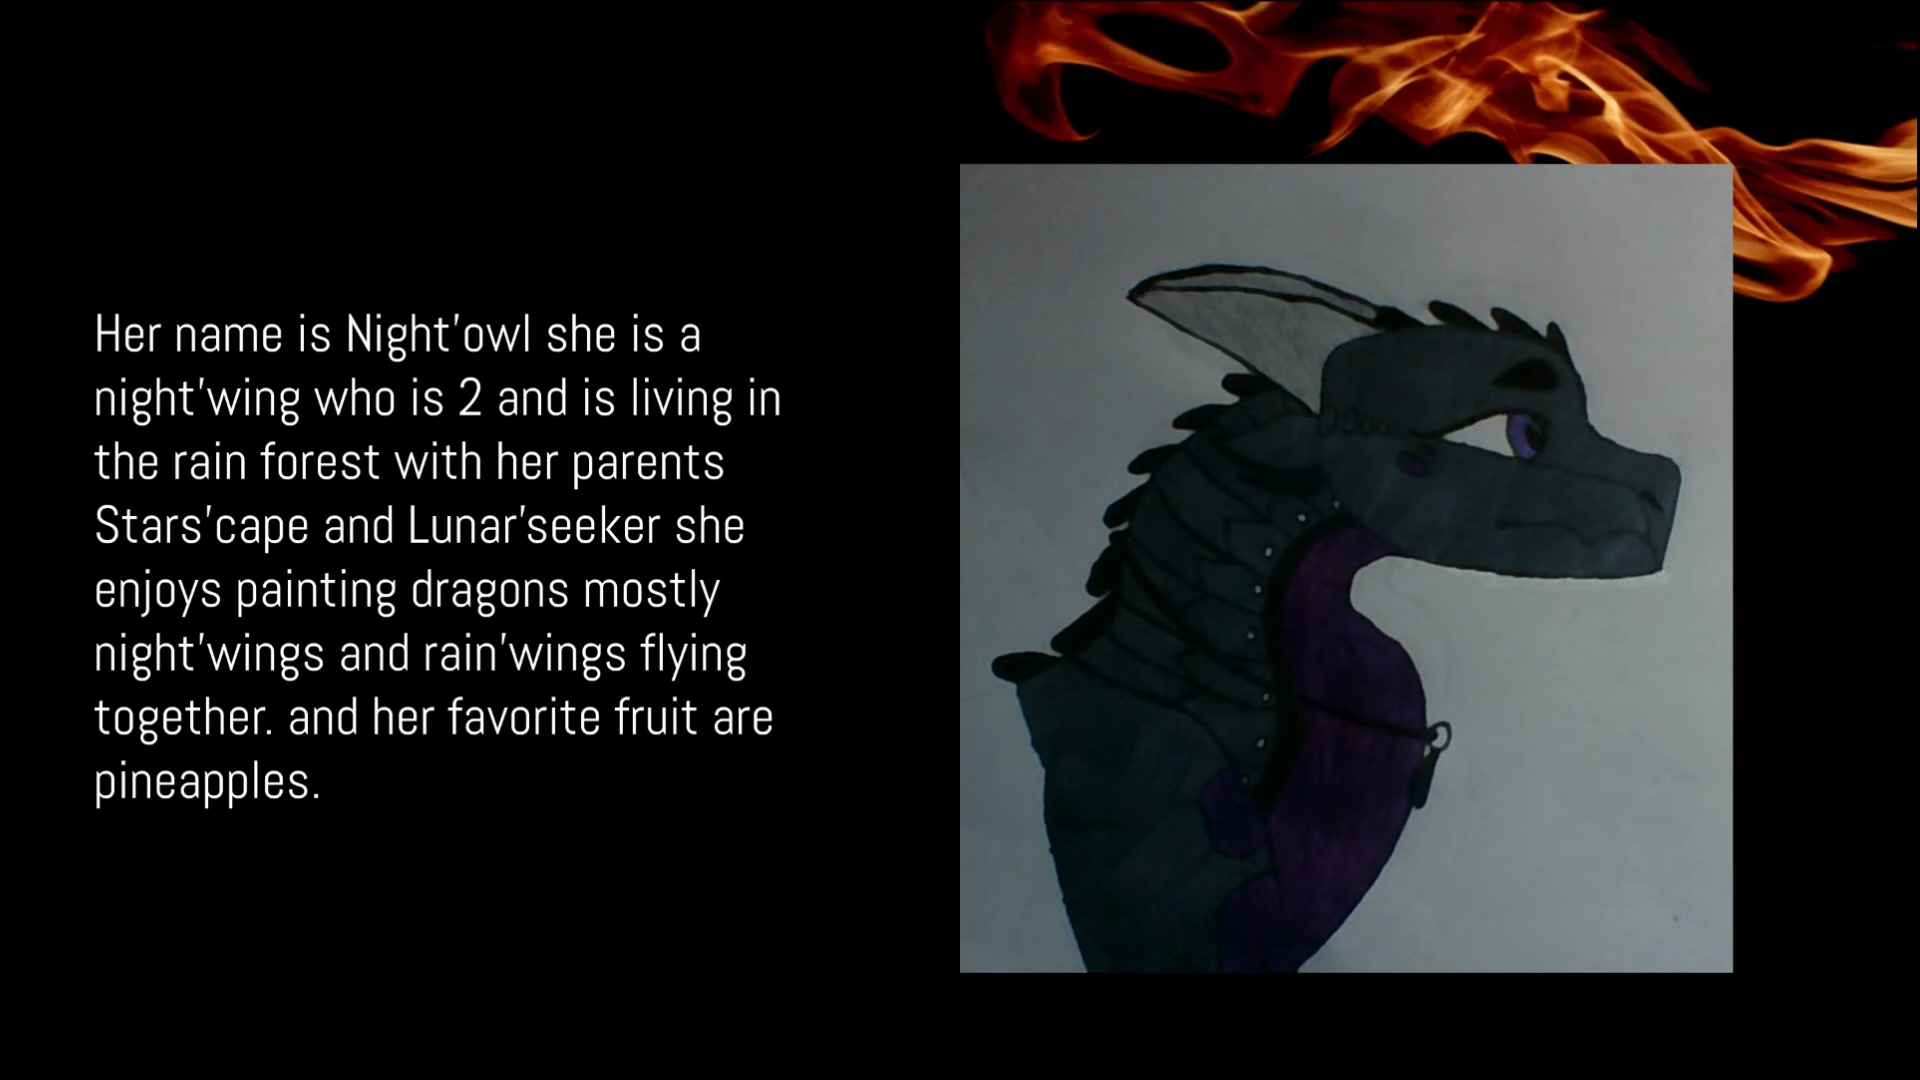 Her name is Night'owl she is a
night'wing who is 2 and is living in
the rain forest with her parents
Stars'cape and Lunar'seeker she
enjoys painting dragons mostly
night'wings and rain'wings flying
together. and her favorite fruit are
pineapples.